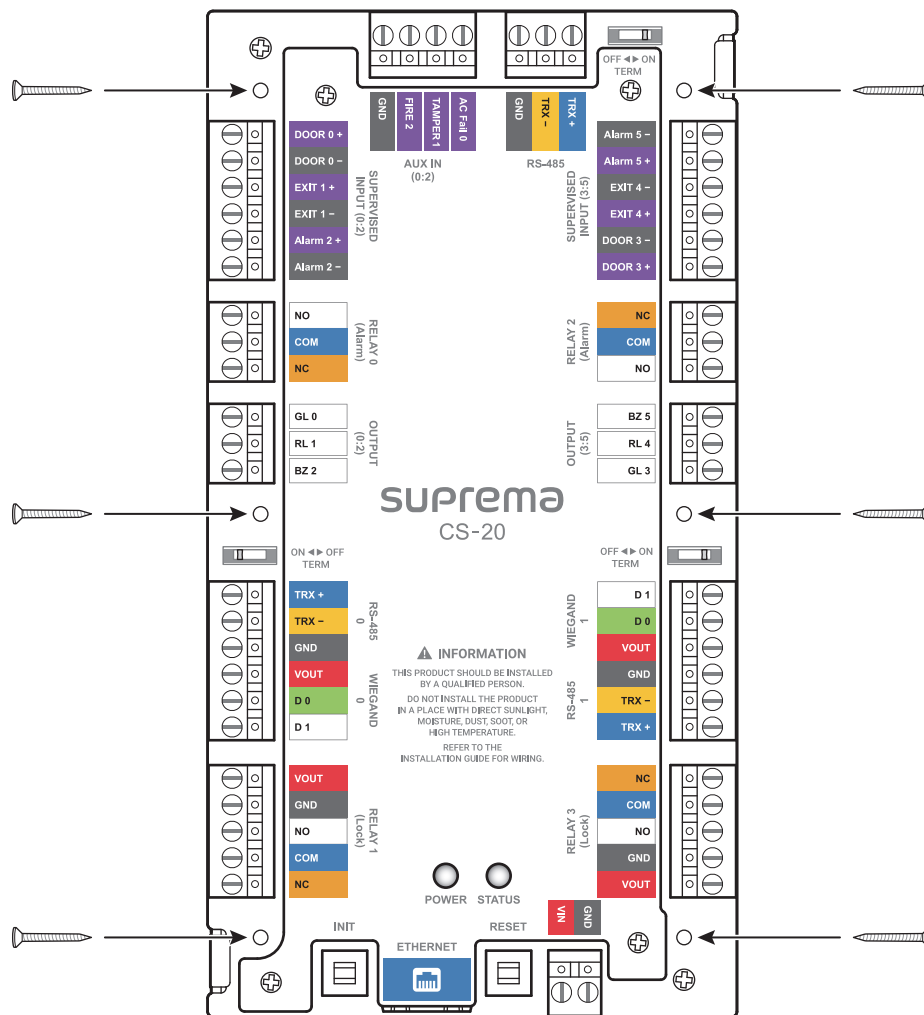 OFF ◄► ON
TERM
GND
FIRE 2
TAMPER 1
AC Fail 0
AUX IN
(0:2)
GND
TRX −
TRX +
RS-485
DOOR 0 +
DOOR 0 −
EXIT 1 +
EXIT 1 −
Alarm 2 +
Alarm 2 −
SUPERVISED
INPUT (0:2)
SUPERVISED
INPUT (3:5)
Alarm 5 −
Alarm 5 +
EXIT 4 −
EXIT 4 +
DOOR 3 −
DOOR 3 +
NO
COM
NC
RELAY 0
(Alarm)
RELAY 2
(Alarm)
NC
COM
NO
GL 0
RL 1
BZ 2
OUTPUT
(0:2)
OUTPUT
(3:5)
BZ 5
RL 4
GL 3
suprema
CS-20
ON ◄► OFF
TERM
OFF ◄► ON
TERM
TRX +
TRX −
GND
VOUT
D 0
D 1
RS-485
0
WIEGAND
0
WIEGAND
1
RS-485
1
D 1
D 0
VOUT
GND
TRX −
TRX +
⚠ INFORMATION
THIS PRODUCT SHOULD BE INSTALLED
BY A QUALIFIED PERSON.
DO NOT INSTALL THE PRODUCT
IN A PLACE WITH DIRECT SUNLIGHT,
MOISTURE, DUST, SOOT, OR
HIGH TEMPERATURE.
REFER TO THE
INSTALLATION GUIDE FOR WIRING.
VOUT
GND
NO
COM
NC
RELAY 1
(Lock)
RELAY 3
(Lock)
NC
COM
NO
GND
VOUT
POWER
STATUS
VIN
GND
INIT
ETHERNET
RESET